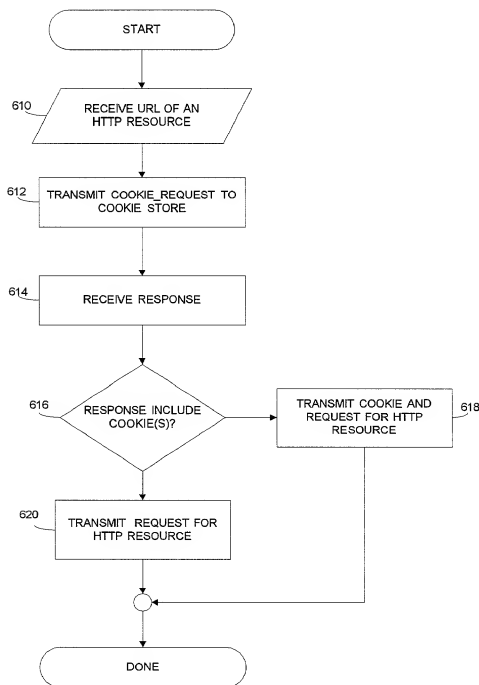 START
610
RECEIVE URL OF AN
HTTP RESOURCE
612
TRANSMIT COOKIE_REQUEST TO
COOKIE STORE
614
RECEIVE RESPONSE
616
RESPONSE INCLUDE
COOKIE(S)?
TRANSMIT COOKIE AND
REQUEST FOR HTTP
RESOURCE
618
620
TRANSMIT REQUEST FOR
HTTP RESOURCE
DONE